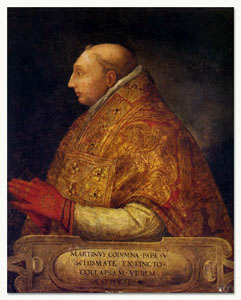 MARTINVS COLVMNA PAPA V
SCHISMATE EXTINCTO
COLLAPSAM VRBEM